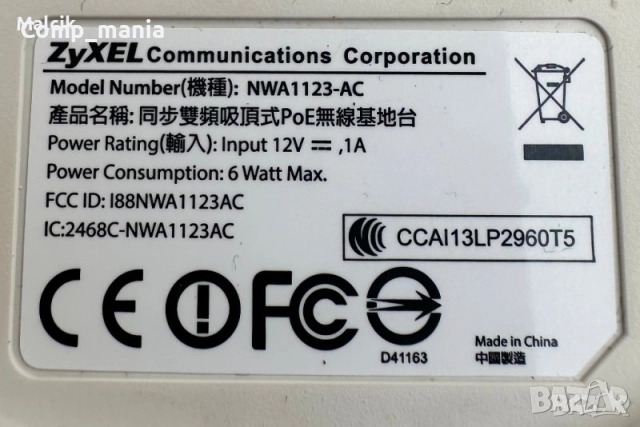 Malcik_
Comp_mania
ZyXEL Communications Corporation
Model Number(機種): NWA1123-AC
產品名稱: 同步雙頻吸頂式PoE無線基地台
Power Rating(輸入): Input 12V ⎓ ,1A
Power Consumption: 6 Watt Max.
FCC ID: I88NWA1123AC
IC:2468C-NWA1123AC
CCAI13LP2960T5
CE FC
D41163
Made in China
中國製造
BAZAR